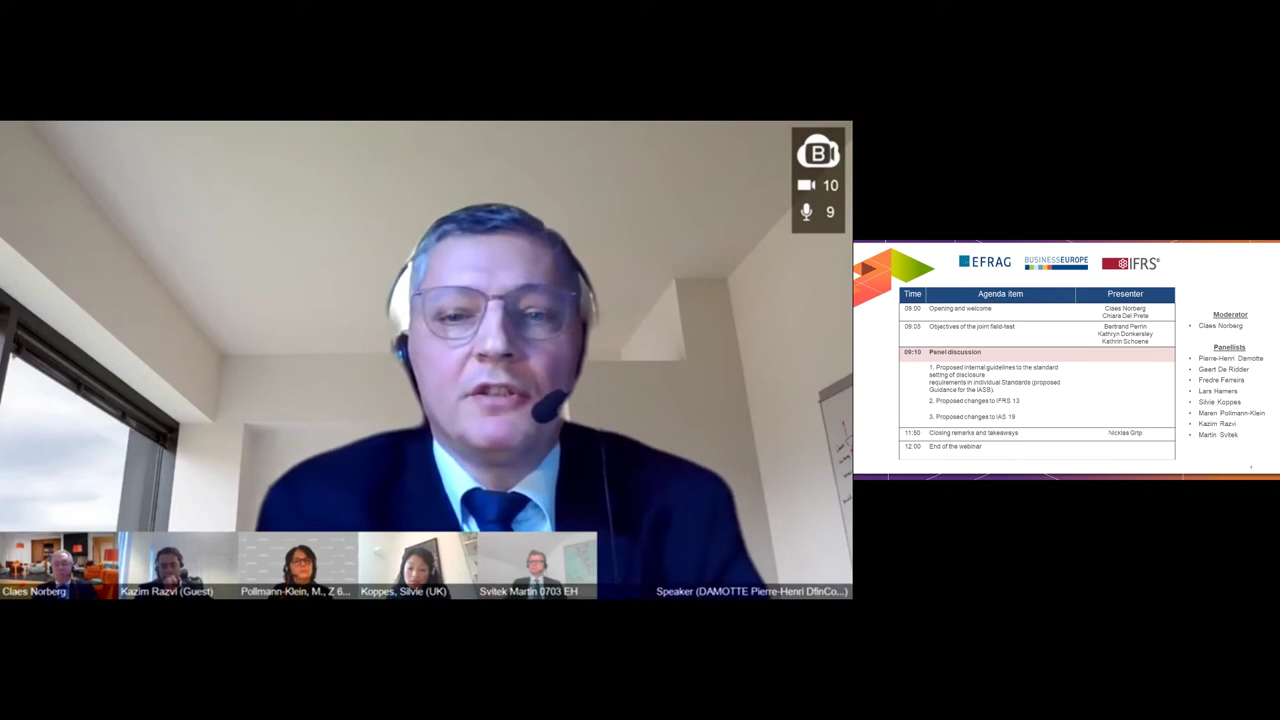 B
10
9
Claes Norberg
Kazim Razvi (Guest)
Pollmann-Klein, M., Z 6...
Koppes, Silvie (UK)
Svitek Martin 0703 EH
Speaker (DAMOTTE Pierre-Henri DfinCo...)
EFRAG
BUSINESSEUROPE
IFRS®
Time Agenda item Presenter
09:00 Opening and welcome Claes Norberg
Chiara Del Prete
09:05 Objectives of the joint field-test Bertrand Perrin
Kathryn Donkersley
Kathrin Schoene
09:10 Panel discussion
1. Proposed internal guidelines to the standard
setting of disclosure
requirements in individual Standards (proposed
Guidance for the IASB).
2. Proposed changes to IFRS 13
3. Proposed changes to IAS 19
11:50 Closing remarks and takeaways Nicklas Grip
12:00 End of the webinar
Moderator
• Claes Norberg
Panellists
• Pierre-Henri Damotte
• Geert De Ridder
• Fredre Ferreira
• Lars Hamers
• Silvie Koppes
• Maren Pollmann-Klein
• Kazim Razvi
• Martin Svitek